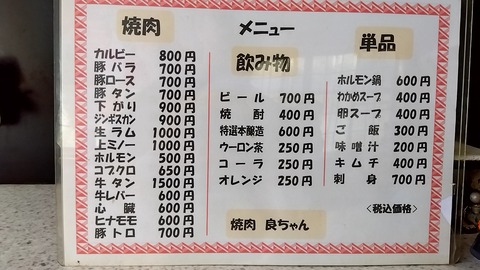 メニュー
焼肉
カルビー 800円
豚バラ 700円
豚ロース 700円
豚タン 700円
下がり 900円
ジンギスカン 900円
生ラム 1000円
上ミノー 1000円
ホルモン 500円
コブクロ 650円
牛タン 1500円
牛レバー 600円
心臓 600円
ヒナモモ 600円
豚トロ 700円
飲み物
ビール 700円
焼酎 400円
特選本醸造 600円
ウーロン茶 250円
コーラ 250円
オレンジ 250円
焼肉 良ちゃん
単品
ホルモン鍋 600円
わかめスープ 400円
卵スープ 400円
ご飯 300円
味噌汁 200円
キムチ 400円
刺身 700円
<税込価格>